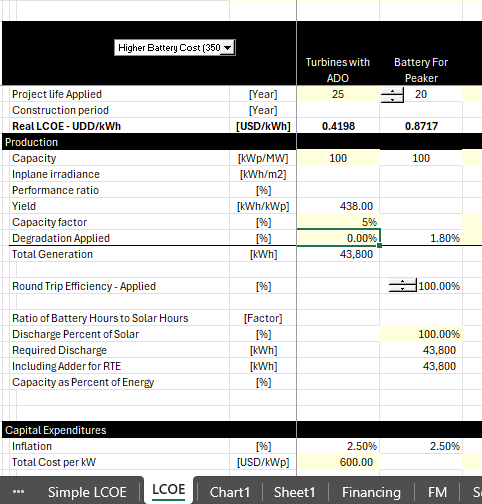 Higher Battery Cost (350
Turbines with ADO Battery For Peaker
Project life Applied [Year] 25 20
Construction period [Year]
Real LCOE - UDD/kWh [USD/kWh] 0.4198 0.8717
Production
Capacity [kWp/MW] 100 100
Inplane irradiance [kWh/m2]
Performance ratio [%]
Yield [kWh/kWp] 438.00
Capacity factor [%] 5%
Degradation Applied [%] 0.00% 1.80%
Total Generation [kWh] 43,800
Round Trip Efficiency - Applied [%] 100.00%
Ratio of Battery Hours to Solar Hours [Factor]
Discharge Percent of Solar [%] 100.00%
Required Discharge [kWh] 43,800
Including Adder for RTE [kWh] 43,800
Capacity as Percent of Energy [%]
Capital Expenditures
Inflation [%] 2.50% 2.50%
Total Cost per kW [USD/kWp] 600.00
... Simple LCOE LCOE Chart1 Sheet1 Financing FM